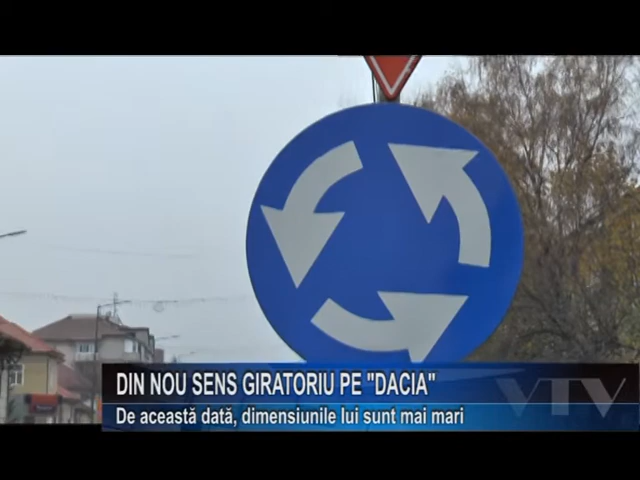 DIN NOU SENS GIRATORIU PE "DACIA"
De această dată, dimensiunile lui sunt mai mari
VTV